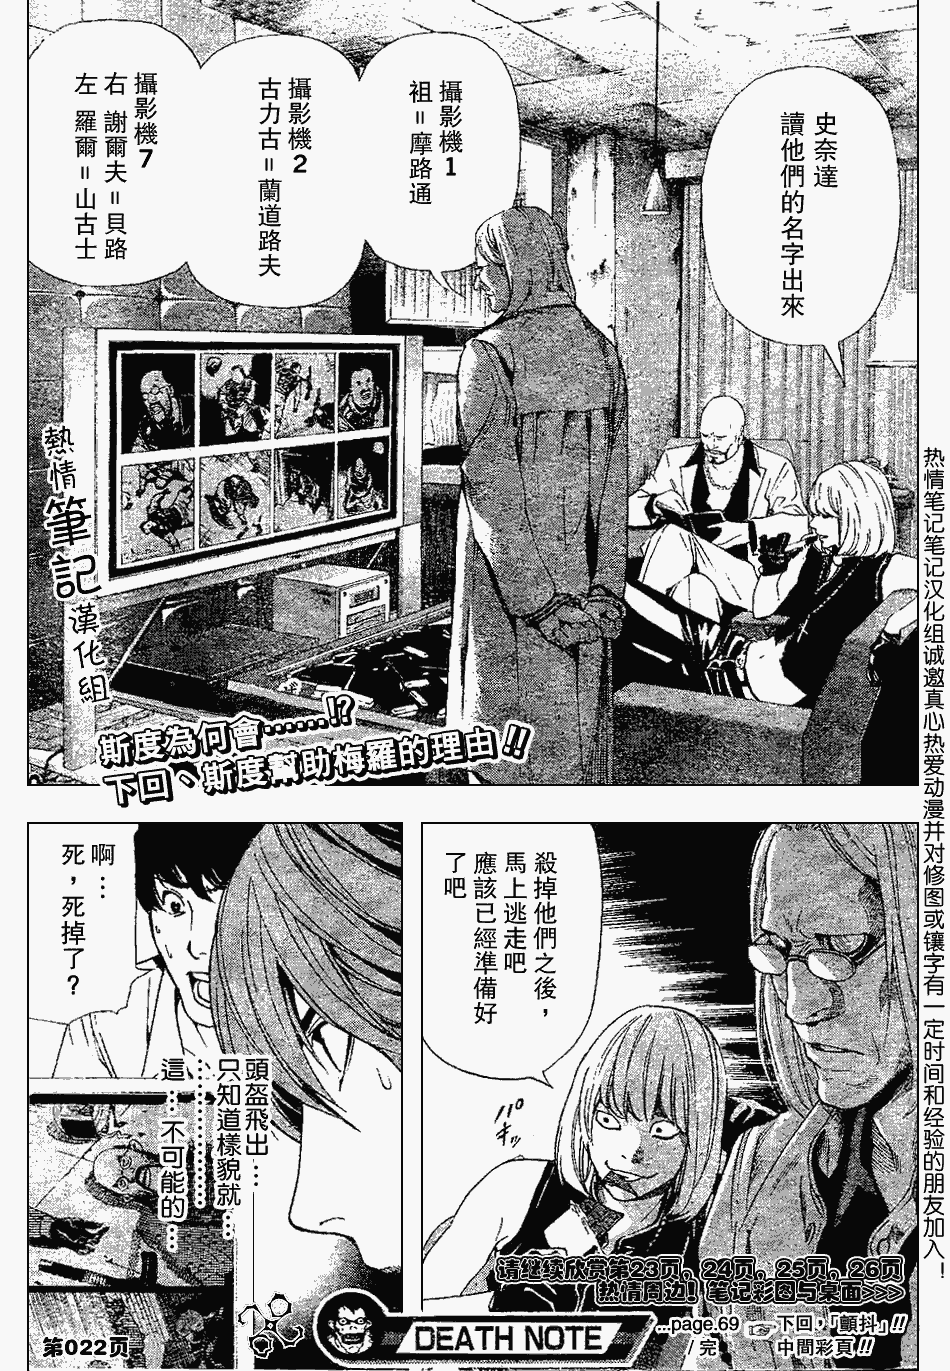 史奈達
讀他們的名字出來
攝影機1
祖=摩路通
攝影機2
古力古=蘭道路夫
攝影機7
右 謝爾夫=貝路
左 羅爾=山古士
熱情筆記漢化組
斯度為何會……!?
下回、斯度幫助梅羅的理由!!
殺掉他們之後，
馬上逃走吧
應該已經準備好
了吧
啊…
死，死掉了?
頭盔飛出…
只知道樣貌就…
………………
這…不可能的…
请继续欣赏第23页，24页，25页，26页
热情周边！笔记彩图与桌面>>>
DEATH NOTE
…page.69
/完
下回，「顫抖」!!
中間彩頁!!
第022页
热情笔记笔记汉化组诚邀真心热爱动漫并对修图或镶字有一定时间和经验的朋友加入！